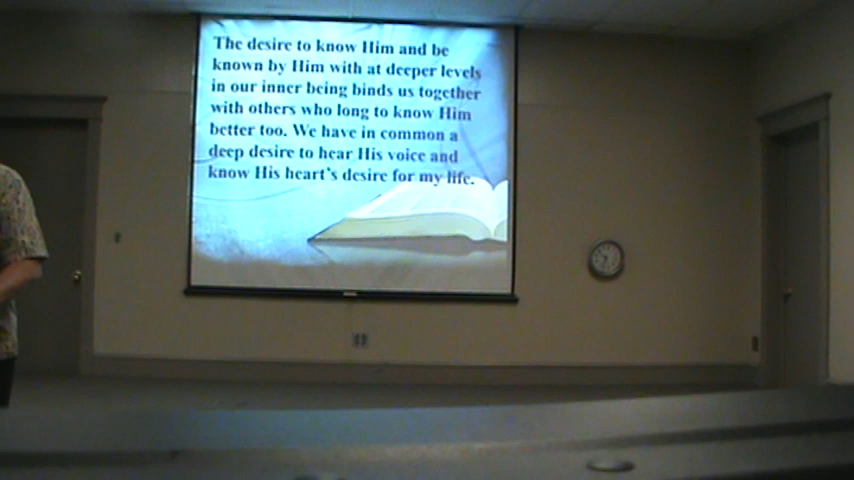 The desire to know Him and be
known by Him with at deeper levels
in our inner being binds us together
with others who long to know Him
better too. We have in common a
deep desire to hear His voice and
know His heart's desire for my life.